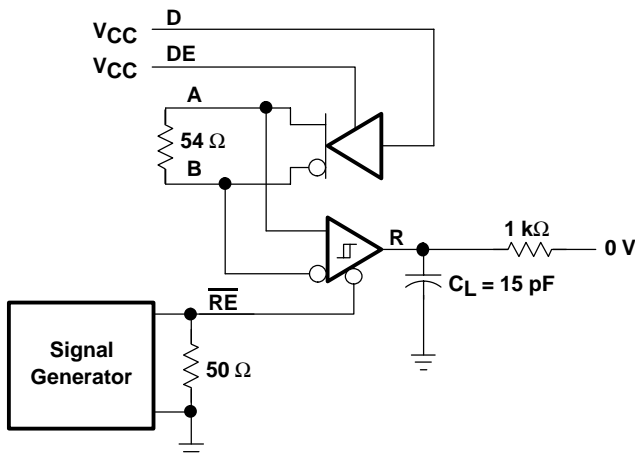 D
VCC
DE
VCC
A
54 Ω
B
R
1 kΩ
0 V
CL = 15 pF
RE
Signal
Generator
50 Ω